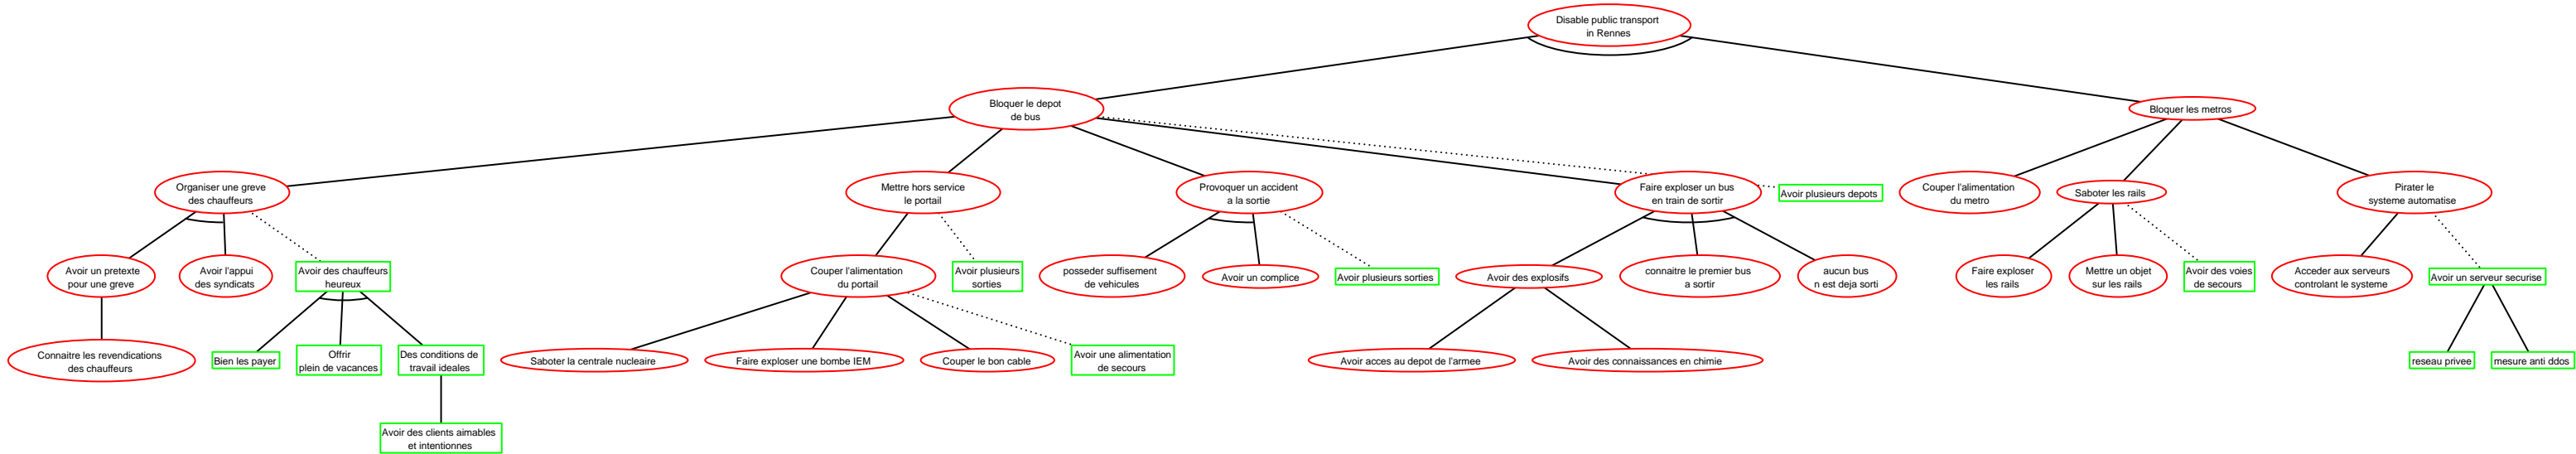 Disable public transport
in Rennes
Bloquer le depot
de bus
Bloquer les metros
Organiser une greve
des chauffeurs
Mettre hors service
le portail
Provoquer un accident
a la sortie
Faire exploser un bus
en train de sortir
Avoir plusieurs depots
Couper l'alimentation
du metro
Saboter les rails
Pirater le
systeme automatise
Avoir un pretexte
pour une greve
Avoir l'appui
des syndicats
Avoir des chauffeurs
heureux
Couper l'alimentation
du portail
Avoir plusieurs
sorties
posseder suffisement
de vehicules
Avoir un complice
Avoir plusieurs sorties
Avoir des explosifs
connaitre le premier bus
a sortir
aucun bus
n est deja sorti
Faire exploser
les rails
Mettre un objet
sur les rails
Avoir des voies
de secours
Acceder aux serveurs
controlant le systeme
Avoir un serveur securise
Connaitre les revendications
des chauffeurs
Bien les payer
Offrir
plein de vacances
Des conditions de
travail ideales
Saboter la centrale nucleaire
Faire exploser une bombe IEM
Couper le bon cable
Avoir une alimentation
de secours
Avoir acces au depot de l'armee
Avoir des connaissances en chimie
reseau privee
mesure anti ddos
Avoir des clients aimables
et intentionnes